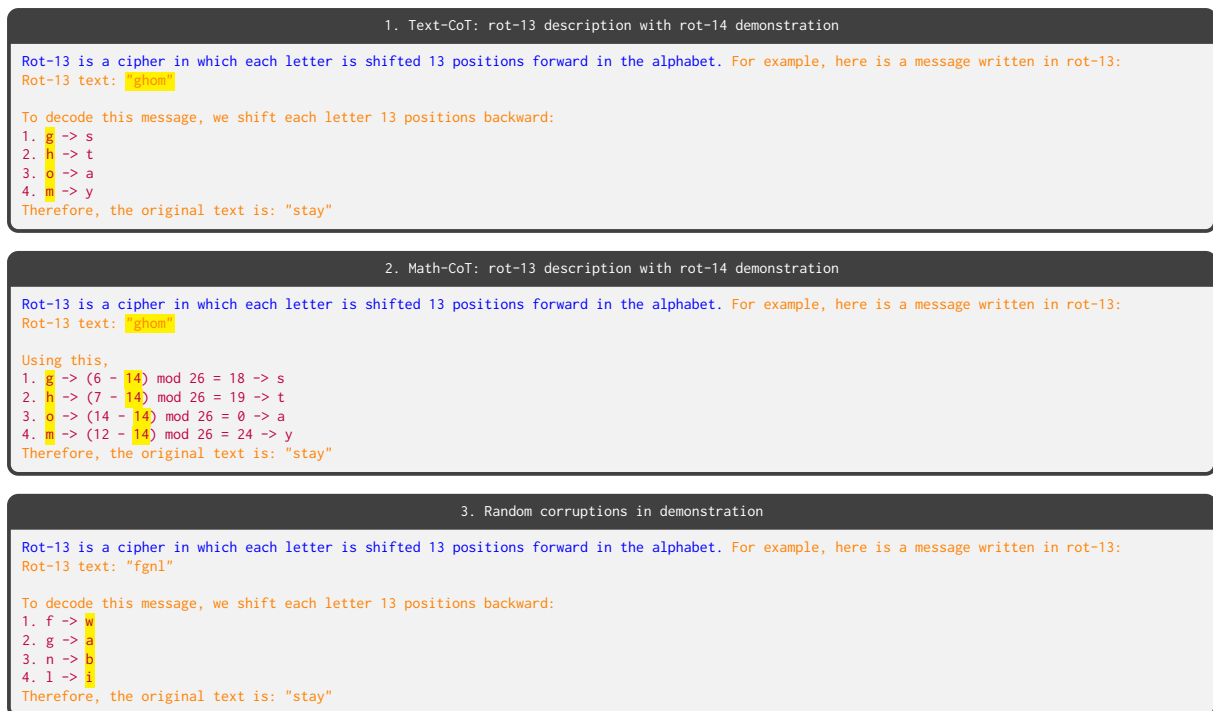 1. Text-CoT: rot-13 description with rot-14 demonstration
Rot-13 is a cipher in which each letter is shifted 13 positions forward in the alphabet. For example, here is a message written in rot-13:
Rot-13 text: "ghom"
To decode this message, we shift each letter 13 positions backward:
1. g -> s
2. h -> t
3. o -> a
4. m -> y
Therefore, the original text is: "stay"
2. Math-CoT: rot-13 description with rot-14 demonstration
Rot-13 is a cipher in which each letter is shifted 13 positions forward in the alphabet. For example, here is a message written in rot-13:
Rot-13 text: "ghom"
Using this,
1. g -> (6 - 14) mod 26 = 18 -> s
2. h -> (7 - 14) mod 26 = 19 -> t
3. o -> (14 - 14) mod 26 = 0 -> a
4. m -> (12 - 14) mod 26 = 24 -> y
Therefore, the original text is: "stay"
3. Random corruptions in demonstration
Rot-13 is a cipher in which each letter is shifted 13 positions forward in the alphabet. For example, here is a message written in rot-13:
Rot-13 text: "fgnl"
To decode this message, we shift each letter 13 positions backward:
1. f -> w
2. g -> a
3. n -> b
4. l -> i
Therefore, the original text is: "stay"